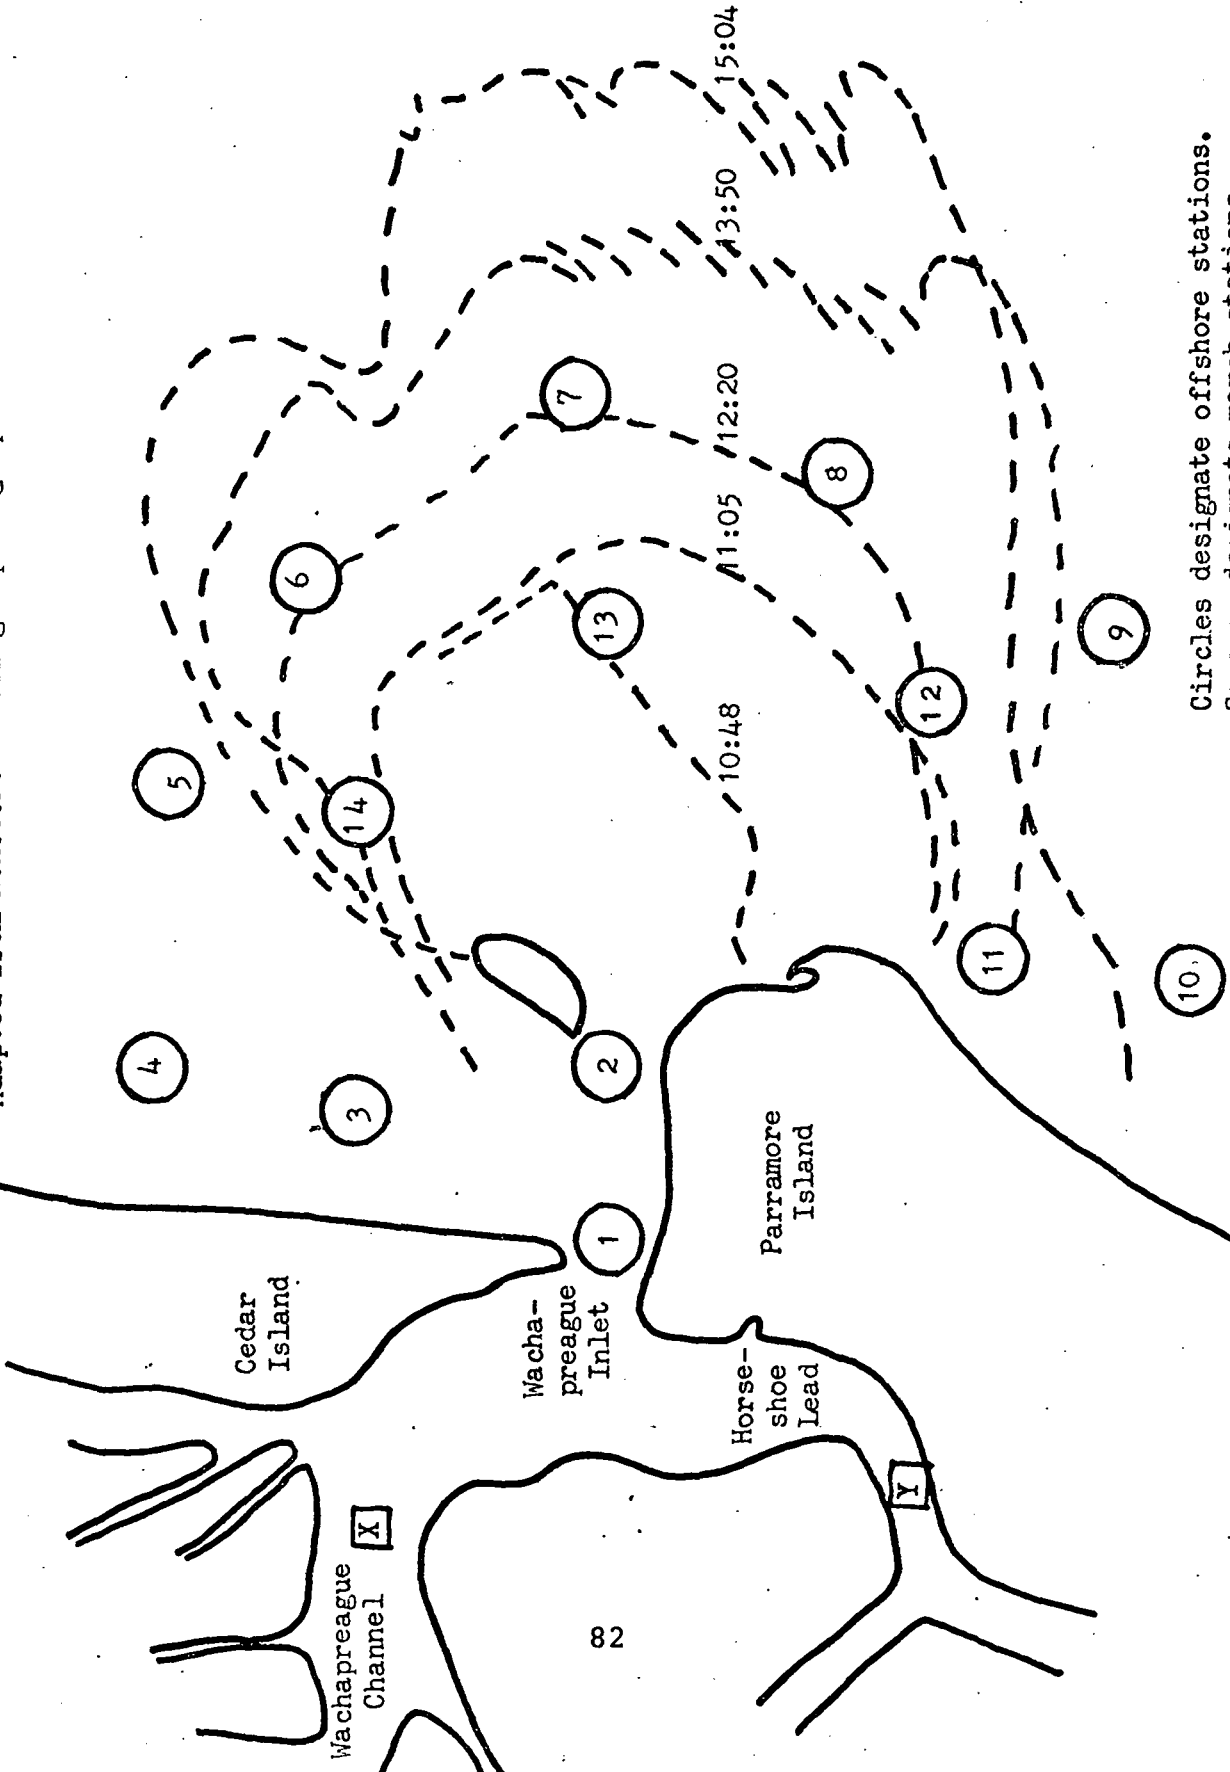 Adapted
Circles designate offshore stations.
15:04
13:50
12:20
11:05
10:48
5
6
7
8
9
10
11
12
13
14
4
3
2
1
Cedar
Island
Wacha-
preague
Inlet
Parramore
Island
Horse-
shoe
Lead
X
Y
Wachapreague
Channel
82